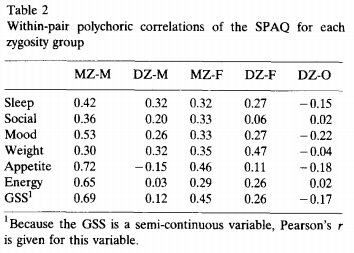 Table 2
Within-pair polychoric correlations of the SPAQ for each
zygosity group
MZ-M DZ-M MZ-F DZ-F DZ-O
Sleep 0.42 0.32 0.32 0.27 −0.15
Social 0.36 0.20 0.33 0.06 0.02
Mood 0.53 0.26 0.33 0.27 −0.22
Weight 0.30 0.32 0.35 0.47 −0.04
Appetite 0.72 −0.15 0.46 0.11 −0.18
Energy 0.65 0.03 0.29 0.26 0.02
GSS¹ 0.69 0.12 0.45 0.26 −0.17
¹Because the GSS is a semi-continuous variable, Pearson's r
is given for this variable.